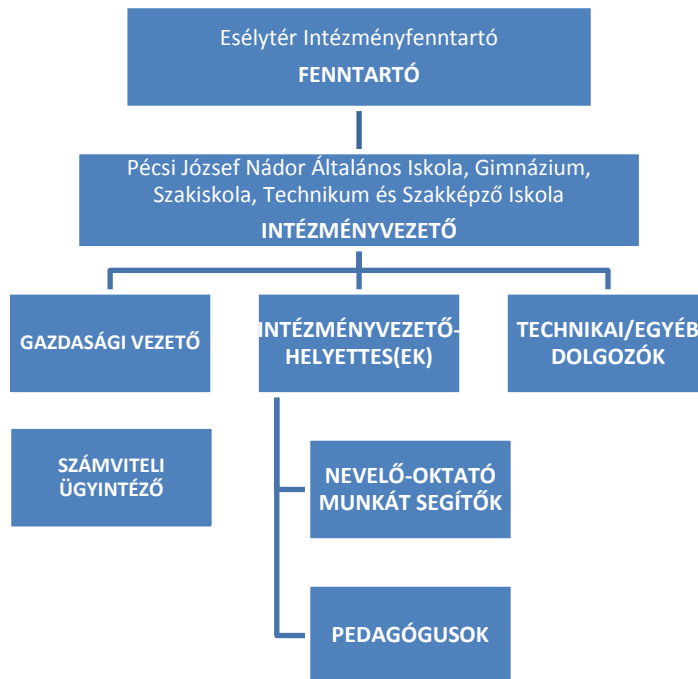 Esélytér Intézményfenntartó
FENNTARTÓ
Pécsi József Nádor Általános Iskola, Gimnázium,
Szakiskola, Technikum és Szakképző Iskola
INTÉZMÉNYVEZETŐ
GAZDASÁGI VEZETŐ
INTÉZMÉNYVEZETŐ-
HELYETTES(EK)
TECHNIKAI/EGYÉB
DOLGOZÓK
SZÁMVITELI
ÜGYINTÉZŐ
NEVELŐ-OKTATÓ
MUNKÁT SEGÍTŐK
PEDAGÓGUSOK